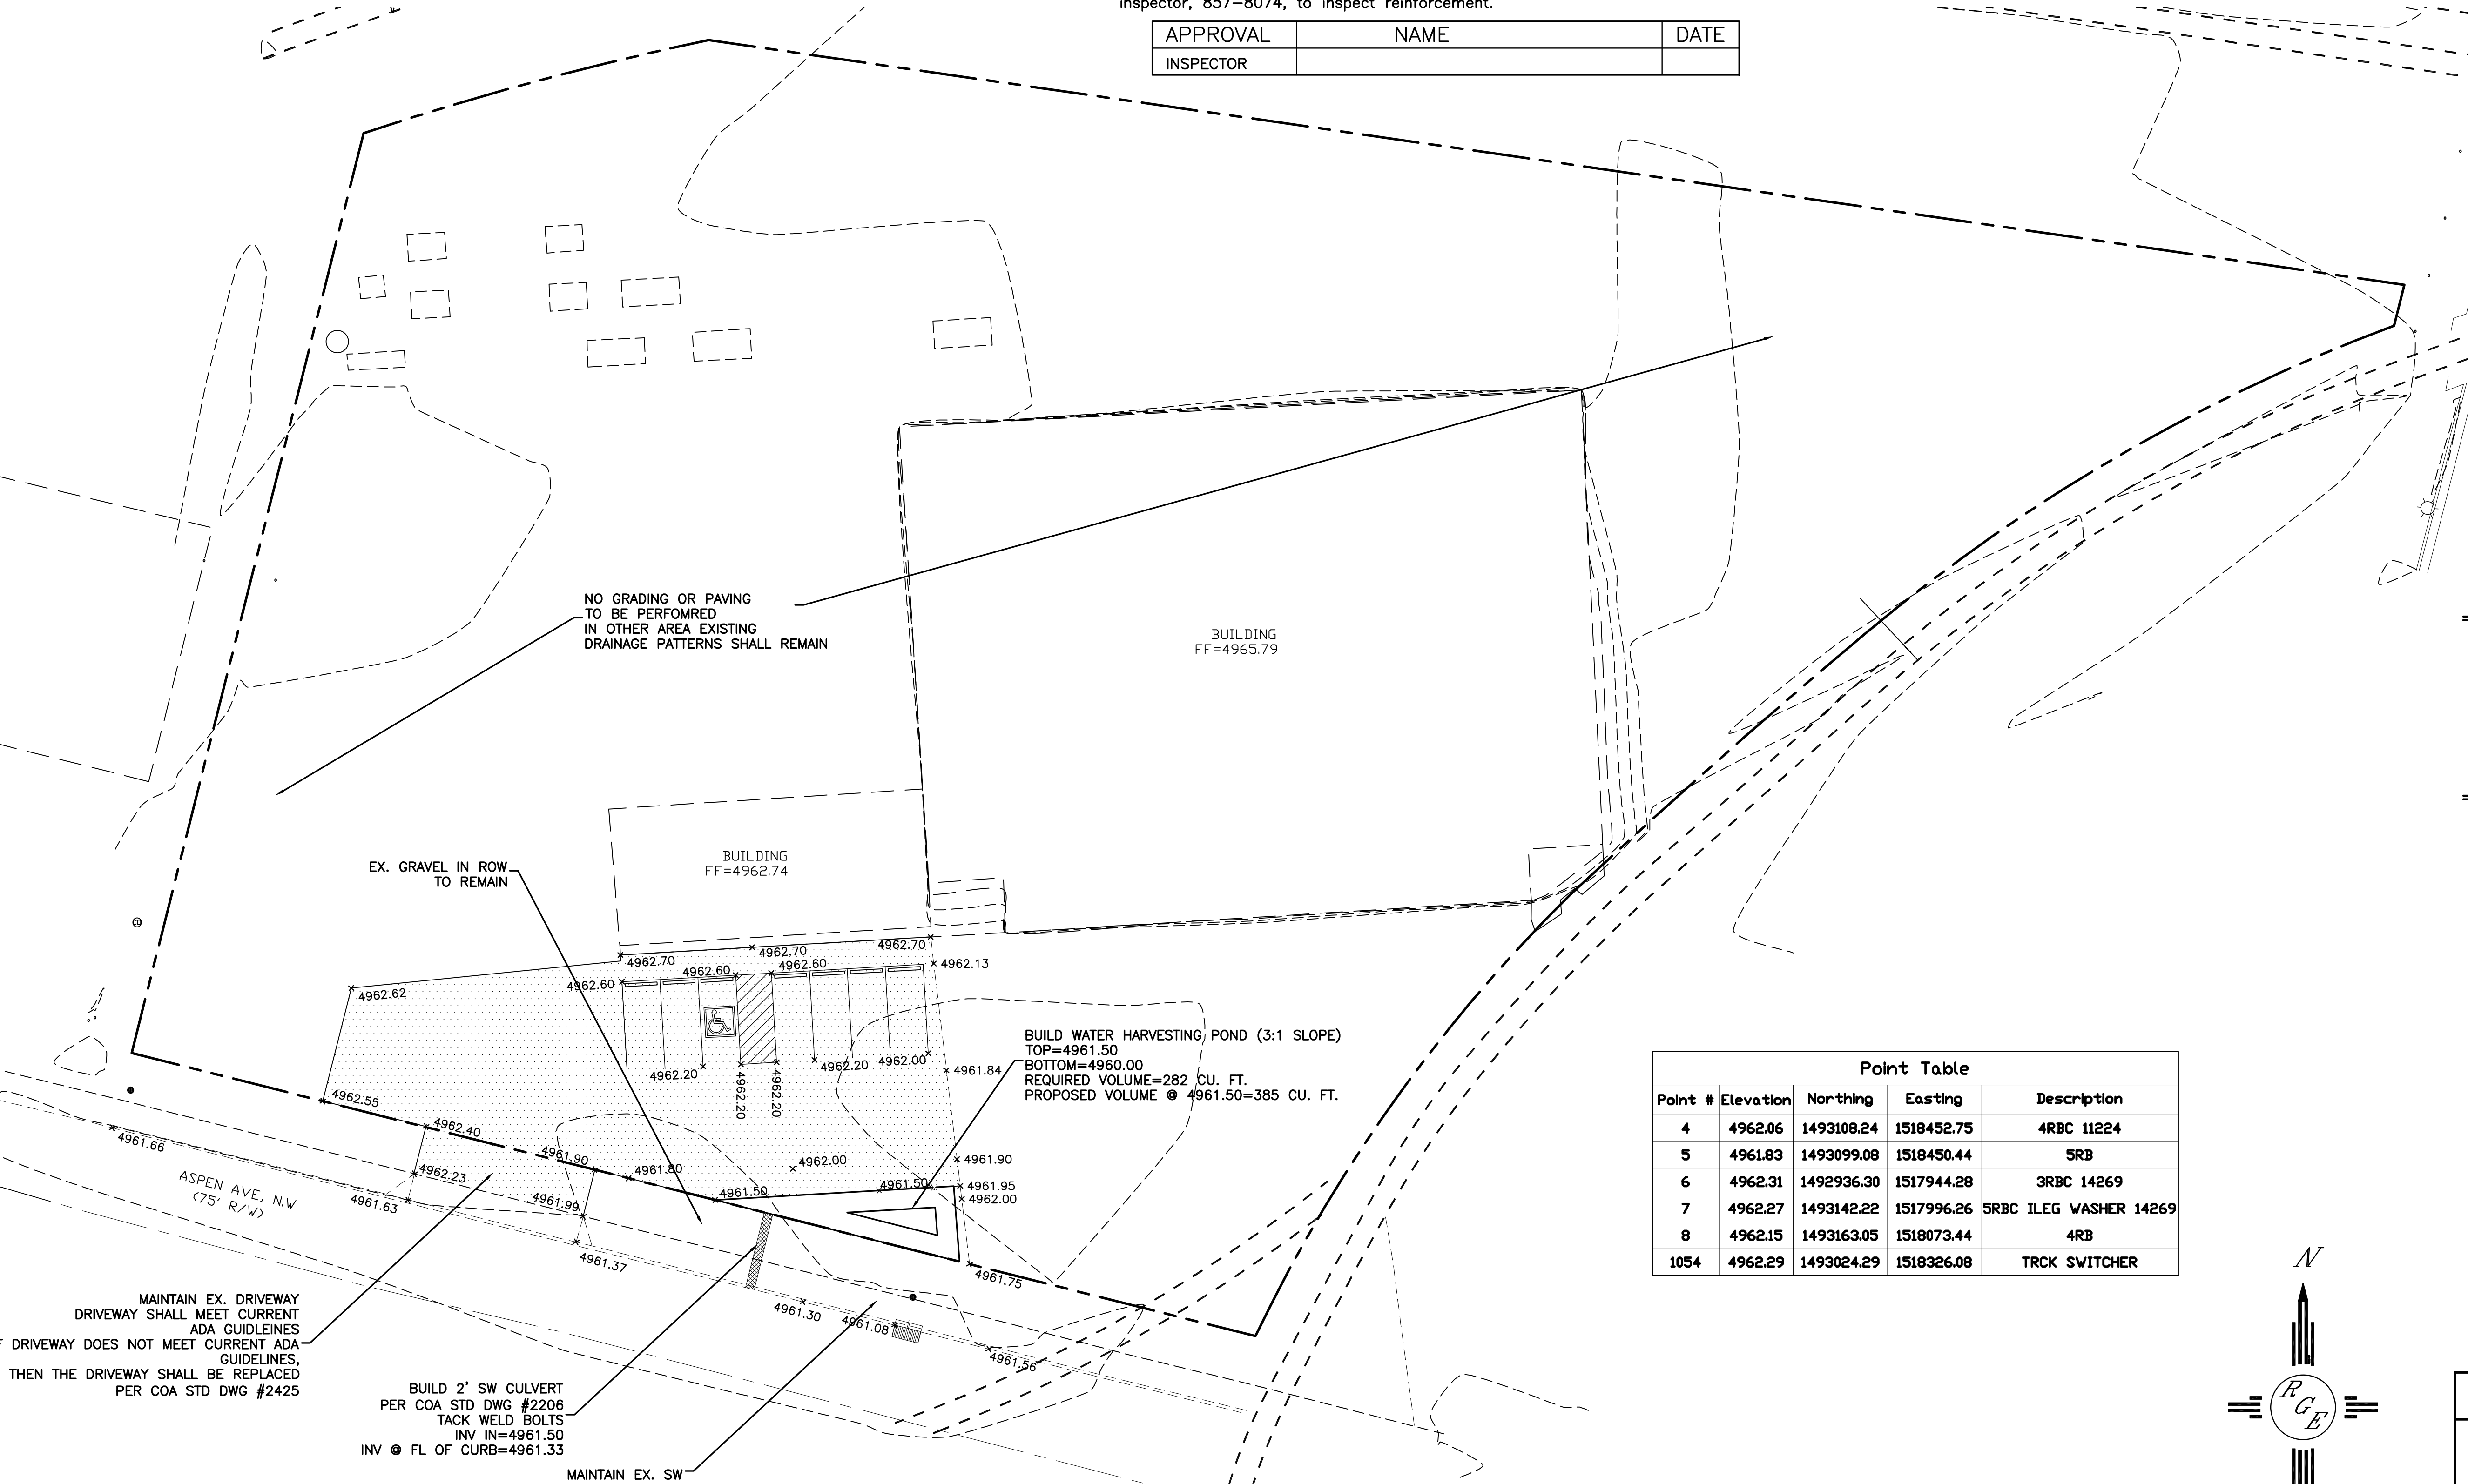 inspector, 857-8074, to inspect reinforcement.
APPROVAL NAME DATE
INSPECTOR
NO GRADING OR PAVING
TO BE PERFOMRED
IN OTHER AREA EXISTING
DRAINAGE PATTERNS SHALL REMAIN
BUILDING
FF=4965.79
BUILDING
FF=4962.74
EX. GRAVEL IN ROW
TO REMAIN
4962.70
4962.70
4962.70
4962.13
4962.60
4962.60
4962.60
4962.62
4962.20
4962.20
4962.20
4962.20
4962.00
4961.84
BUILD WATER HARVESTING POND (3:1 SLOPE)
TOP=4961.50
BOTTOM=4960.00
REQUIRED VOLUME=282 CU. FT.
PROPOSED VOLUME @ 4961.50=385 CU. FT.
4962.55
4962.40
4961.66
4961.90
4961.80
4962.00
4961.90
4962.23
4961.50
4961.50
4961.95
4962.00
4961.63
4961.99
4961.37
4961.75
4961.30
4961.08
4961.56
ASPEN AVE, N.W
(75' R/W)
Point Table
Point # Elevation Northing Easting Description
4 4962.06 1493108.24 1518452.75 4RBC 11224
5 4961.83 1493099.08 1518450.44 5RB
6 4962.31 1492936.30 1517944.28 3RBC 14269
7 4962.27 1493142.22 1517996.26 5RBC ILEG WASHER 14269
8 4962.15 1493163.05 1518073.44 4RB
1054 4962.29 1493024.29 1518326.08 TRCK SWITCHER
MAINTAIN EX. DRIVEWAY
DRIVEWAY SHALL MEET CURRENT
ADA GUIDLEINES
DRIVEWAY DOES NOT MEET CURRENT ADA
GUIDELINES,
THEN THE DRIVEWAY SHALL BE REPLACED
PER COA STD DWG #2425
BUILD 2' SW CULVERT
PER COA STD DWG #2206
TACK WELD BOLTS
INV IN=4961.50
INV @ FL OF CURB=4961.33
MAINTAIN EX. SW
N
RGE